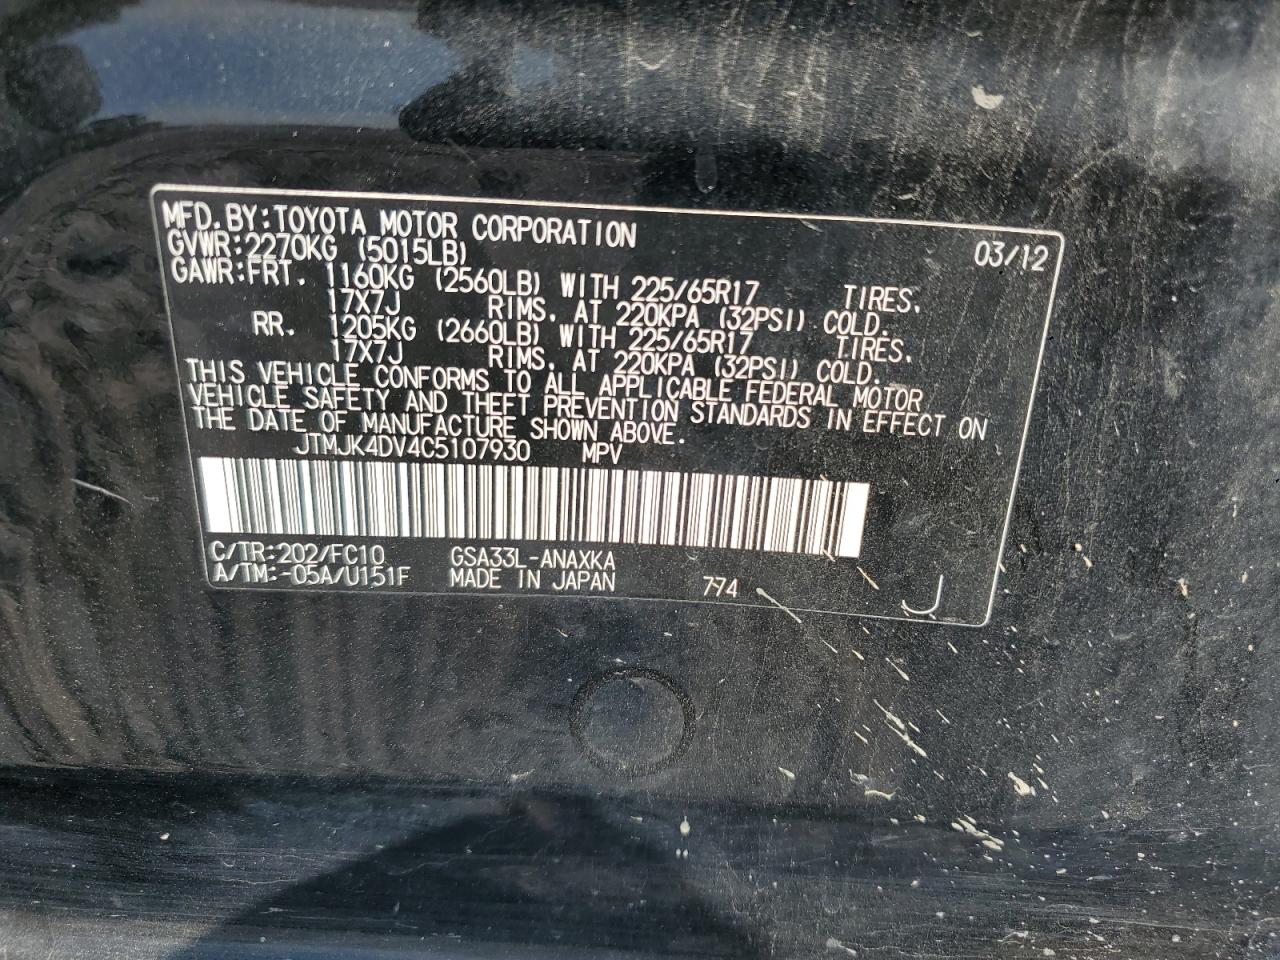 MFD.BY:TOYOTA MOTOR CORPORATION 03/12
GVWR:2270KG (5015LB)
GAWR:FRT. 1160KG (2560LB) WITH 225/65R17 TIRES.
17X7J RIMS, AT 220KPA (32PSI) COLD.
RR. 1205KG (2660LB) WITH 225/65R17 TIRES.
17X7J RIMS, AT 220KPA (32PSI) COLD.
THIS VEHICLE CONFORMS TO ALL APPLICABLE FEDERAL MOTOR
VEHICLE SAFETY AND THEFT PREVENTION STANDARDS IN EFFECT ON
THE DATE OF MANUFACTURE SHOWN ABOVE.
JTMJK4DV4C5107930 MPV
C/TR:202/FC10 GSA33L-ANAXKA
A/TM:-05A/U151F MADE IN JAPAN 774 J